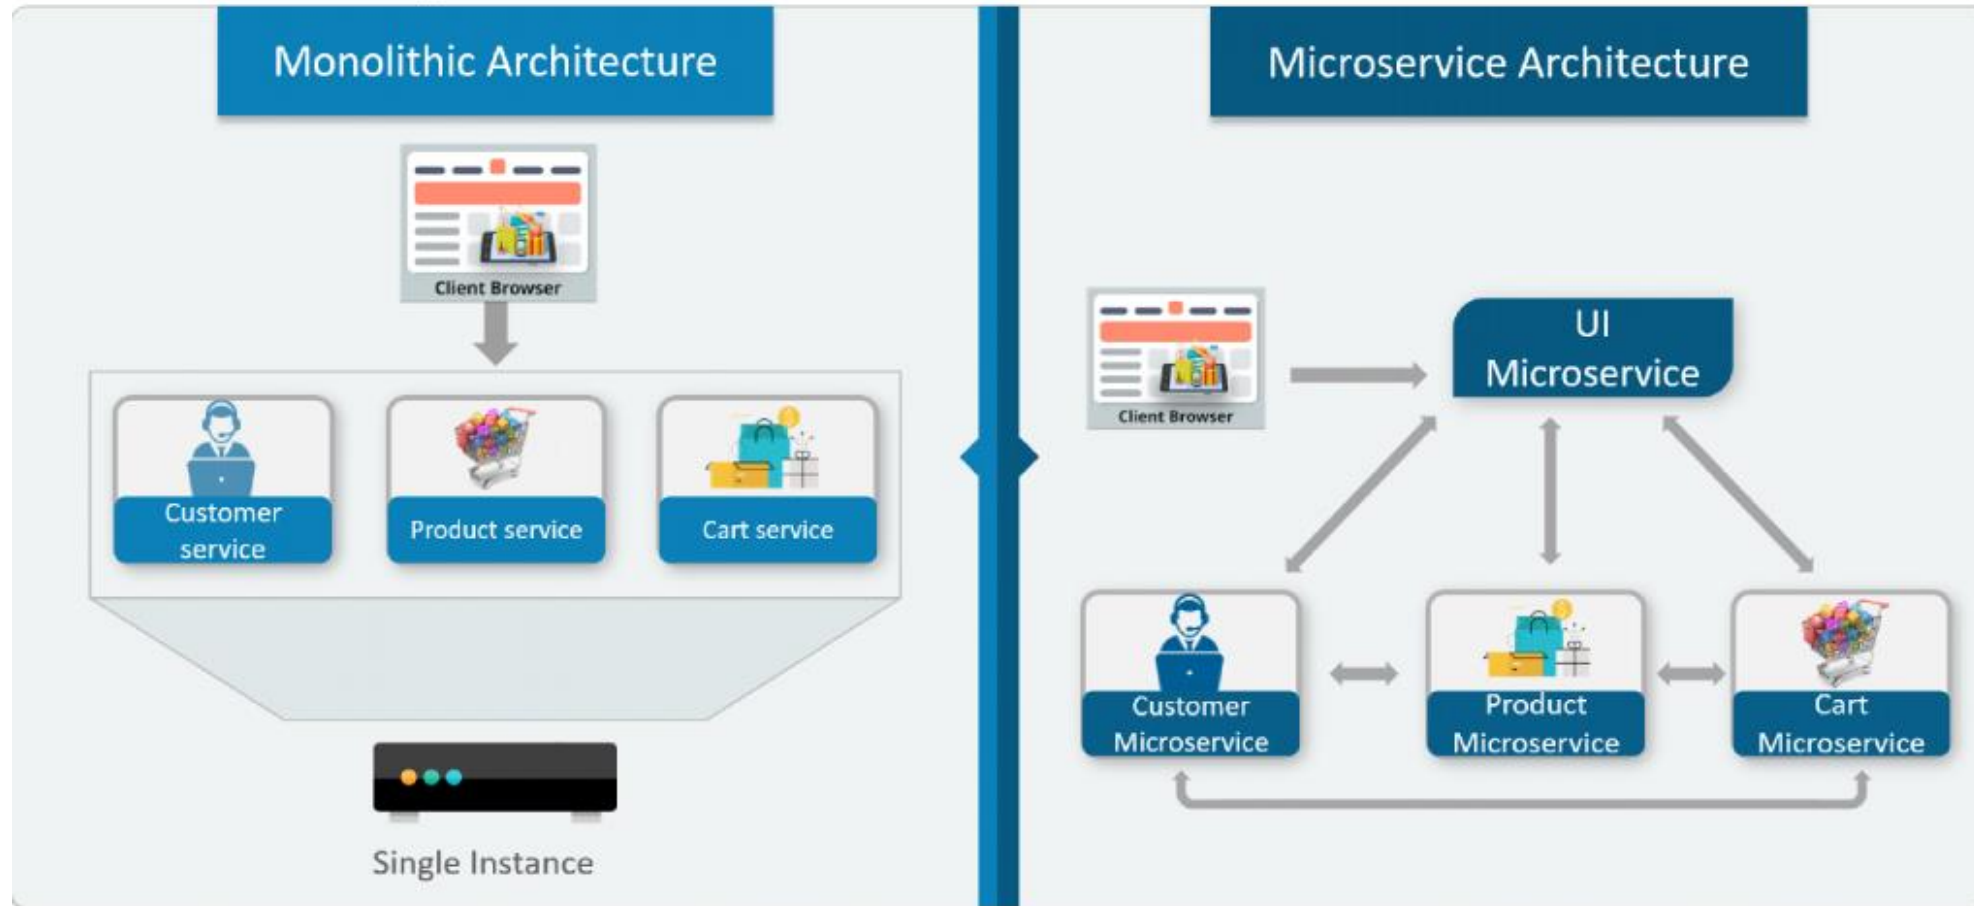 Monolithic Architecture
Client Browser
Customer
service
Product service
Cart service
Single Instance
Microservice Architecture
Client Browser
UI
Microservice
Customer
Microservice
Product
Microservice
Cart
Microservice